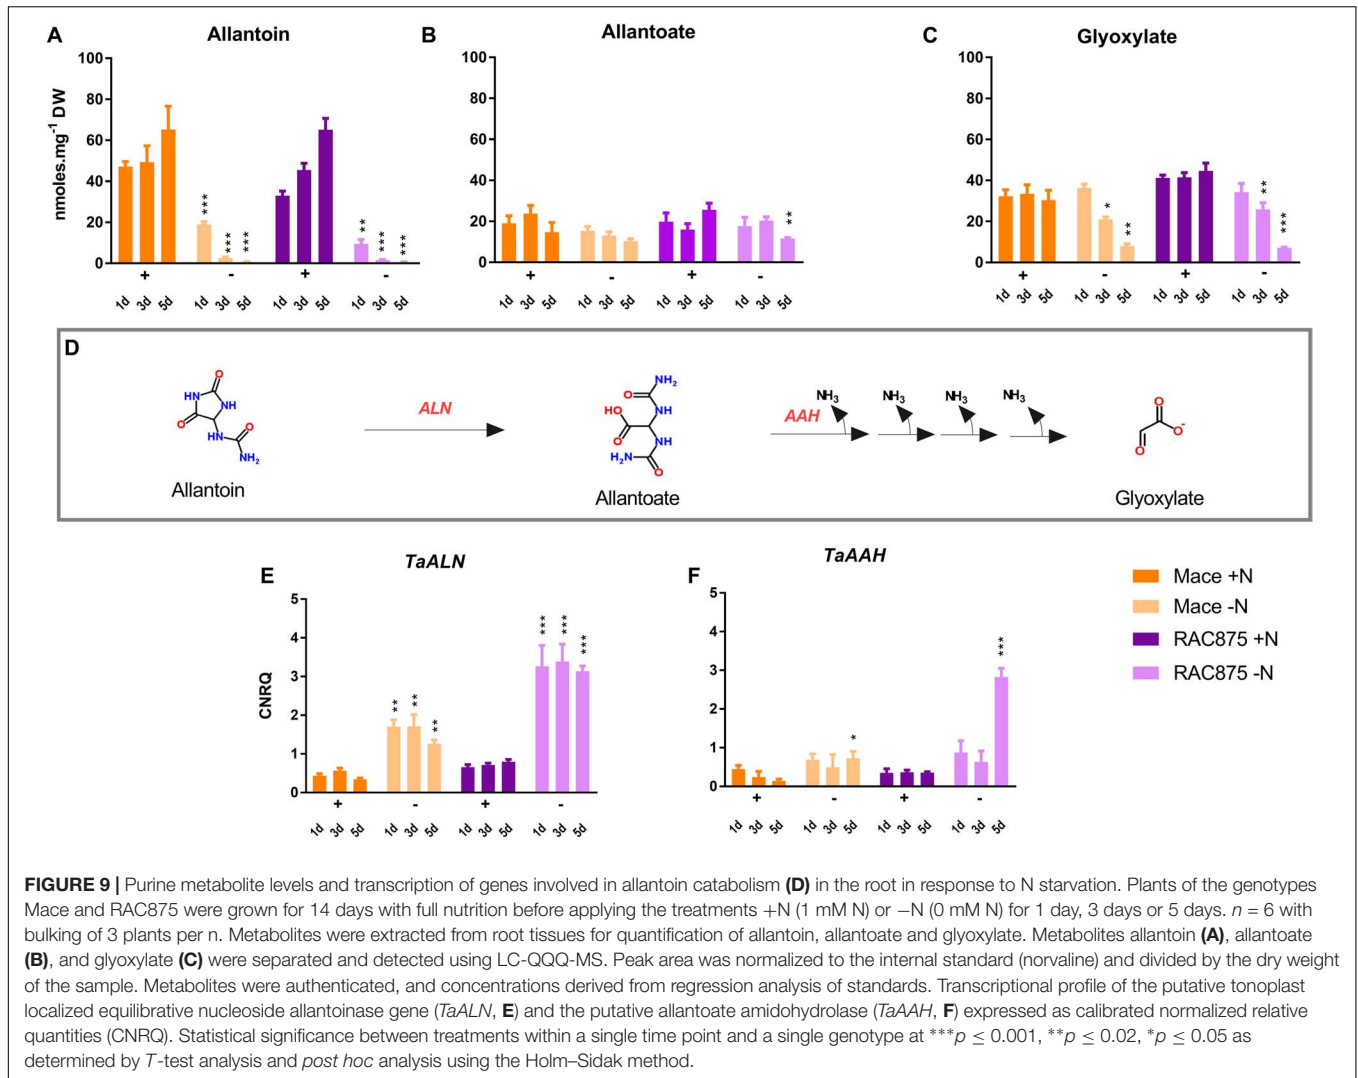 A
Allantoin
B
Allantoate
C
Glyoxylate
nmoles.mg-1 DW
100
80
60
40
20
0
***
***
***
**
***
***
+
-
+
-
1d 3d 5d 1d 3d 5d 1d 3d 5d 1d 3d 5d
100
80
60
40
20
0
**
+
-
+
-
1d 3d 5d 1d 3d 5d 1d 3d 5d 1d 3d 5d
100
80
60
40
20
0
*
**
**
***
+
-
+
-
1d 3d 5d 1d 3d 5d 1d 3d 5d 1d 3d 5d
D
O
HN
NH
O
HN
O
NH2
Allantoin
ALN
NH2
O
HO
NH
O
NH
H2N
O
Allantoate
AAH
NH3
NH3
NH3
NH3
O
O-
O
Glyoxylate
E
TaALN
CNRQ
5
4
3
2
1
0
**
**
**
***
***
***
+
-
+
-
1d 3d 5d 1d 3d 5d 1d 3d 5d 1d 3d 5d
F
TaAAH
5
4
3
2
1
0
*
***
+
-
+
-
1d 3d 5d 1d 3d 5d 1d 3d 5d 1d 3d 5d
Mace +N
Mace -N
RAC875 +N
RAC875 -N
FIGURE 9 | Purine metabolite levels and transcription of genes involved in allantoin catabolism (D) in the root in response to N starvation. Plants of the genotypes
Mace and RAC875 were grown for 14 days with full nutrition before applying the treatments +N (1 mM N) or −N (0 mM N) for 1 day, 3 days or 5 days. n = 6 with
bulking of 3 plants per n. Metabolites were extracted from root tissues for quantification of allantoin, allantoate and glyoxylate. Metabolites allantoin (A), allantoate
(B), and glyoxylate (C) were separated and detected using LC-QQQ-MS. Peak area was normalized to the internal standard (norvaline) and divided by the dry weight
of the sample. Metabolites were authenticated, and concentrations derived from regression analysis of standards. Transcriptional profile of the putative tonoplast
localized equilibrative nucleoside allantoinase gene (TaALN, E) and the putative allantoate amidohydrolase (TaAAH, F) expressed as calibrated normalized relative
quantities (CNRQ). Statistical significance between treatments within a single time point and a single genotype at ***p ≤ 0.001, **p ≤ 0.02, *p ≤ 0.05 as
determined by T-test analysis and post hoc analysis using the Holm–Sidak method.